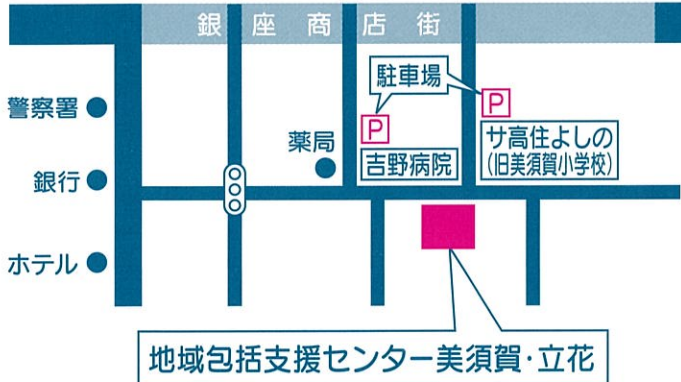 銀座商店街
警察署
駐車場
P
P
薬局
吉野病院
サ高住よしの
(旧美須賀小学校)
銀行
ホテル
地域包括支援センター美須賀・立花